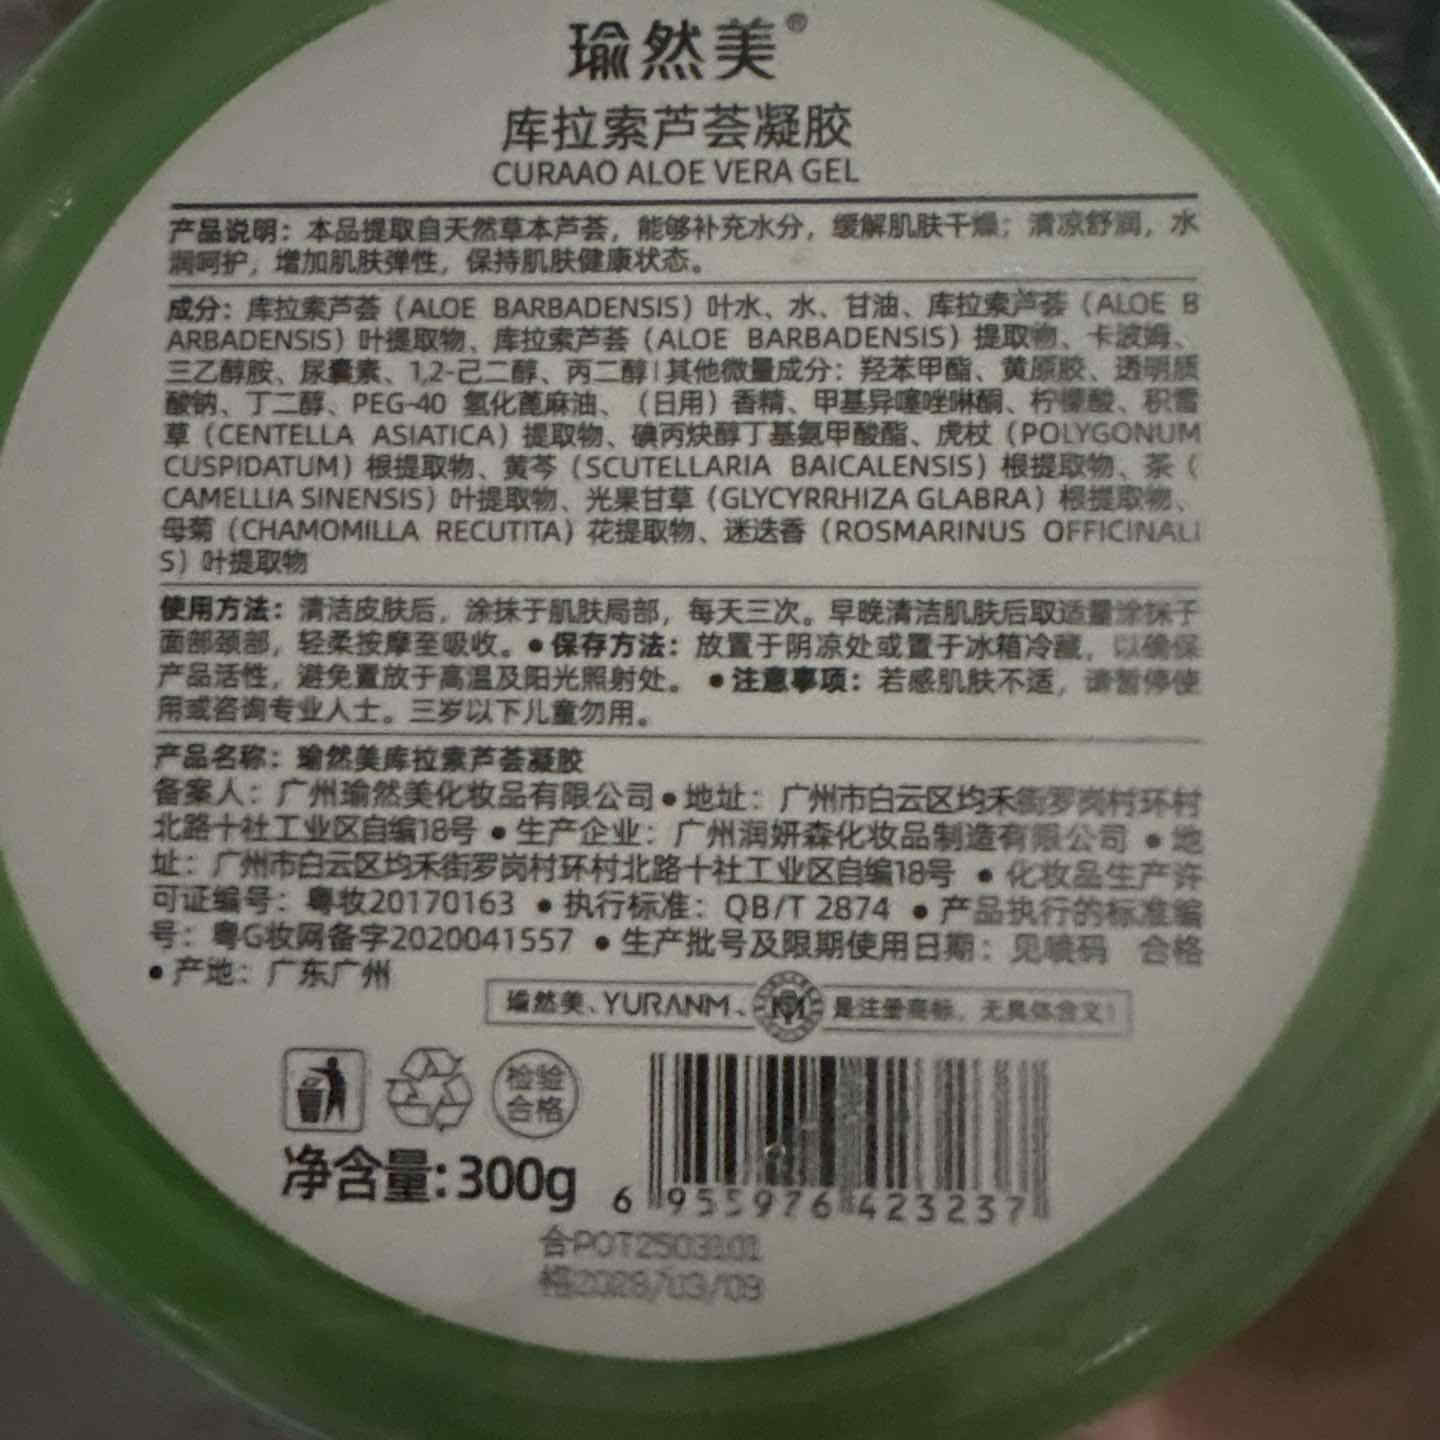 瑜然美®
库拉索芦荟凝胶
CURAAO ALOE VERA GEL
产品说明：本品提取自天然草本芦荟，能够补充水分，缓解肌肤干燥；清凉舒润，水
润呵护，增加肌肤弹性，保持肌肤健康状态。
成分：库拉索芦荟（ALOE BARBADENSIS）叶水、水、甘油、库拉索芦荟（ALOE B
ARBADENSIS）叶提取物、库拉索芦荟（ALOE BARBADENSIS）提取物、卡波姆、
三乙醇胺、尿囊素、1,2-己二醇、丙二醇|其他微量成分：羟苯甲酯、黄原胶、透明质
酸钠、丁二醇、PEG-40 氢化蓖麻油、（日用）香精、甲基异噻唑啉酮、柠檬酸、积雪
草（CENTELLA ASIATICA）提取物、碘丙炔醇丁基氨甲酸酯、虎杖（POLYGONUM
CUSPIDATUM）根提取物、黄芩（SCUTELLARIA BAICALENSIS）根提取物、茶（
CAMELLIA SINENSIS）叶提取物、光果甘草（GLYCYRRHIZA GLABRA）根提取物、
母菊（CHAMOMILLA RECUTITA）花提取物、迷迭香（ROSMARINUS OFFICINALI
S）叶提取物
使用方法：清洁皮肤后，涂抹于肌肤局部，每天三次。早晚清洁肌肤后取适量涂抹于
面部颈部，轻柔按摩至吸收。●保存方法：放置于阴凉处或置于冰箱冷藏，以确保
产品活性，避免置放于高温及阳光照射处。●注意事项：若感肌肤不适，请暂停使
用或咨询专业人士。三岁以下儿童勿用。
产品名称：瑜然美库拉索芦荟凝胶
备案人：广州瑜然美化妆品有限公司●地址：广州市白云区均禾街罗岗村环村
北路十社工业区自编18号●生产企业：广州润妍森化妆品制造有限公司●地
址：广州市白云区均禾街罗岗村环村北路十社工业区自编18号●化妆品生产许
可证编号：粤妆20170163●执行标准：QB/T 2874●产品执行的标准编
号：粤G妆网备字2020041557●生产批号及限期使用日期：见喷码 合格
●产地：广东广州
瑜然美、YURANM、是注册商标，无具体含义！
检验
合格
净含量:300g
6 955976 423237
合POT2503101
格2028/03/09